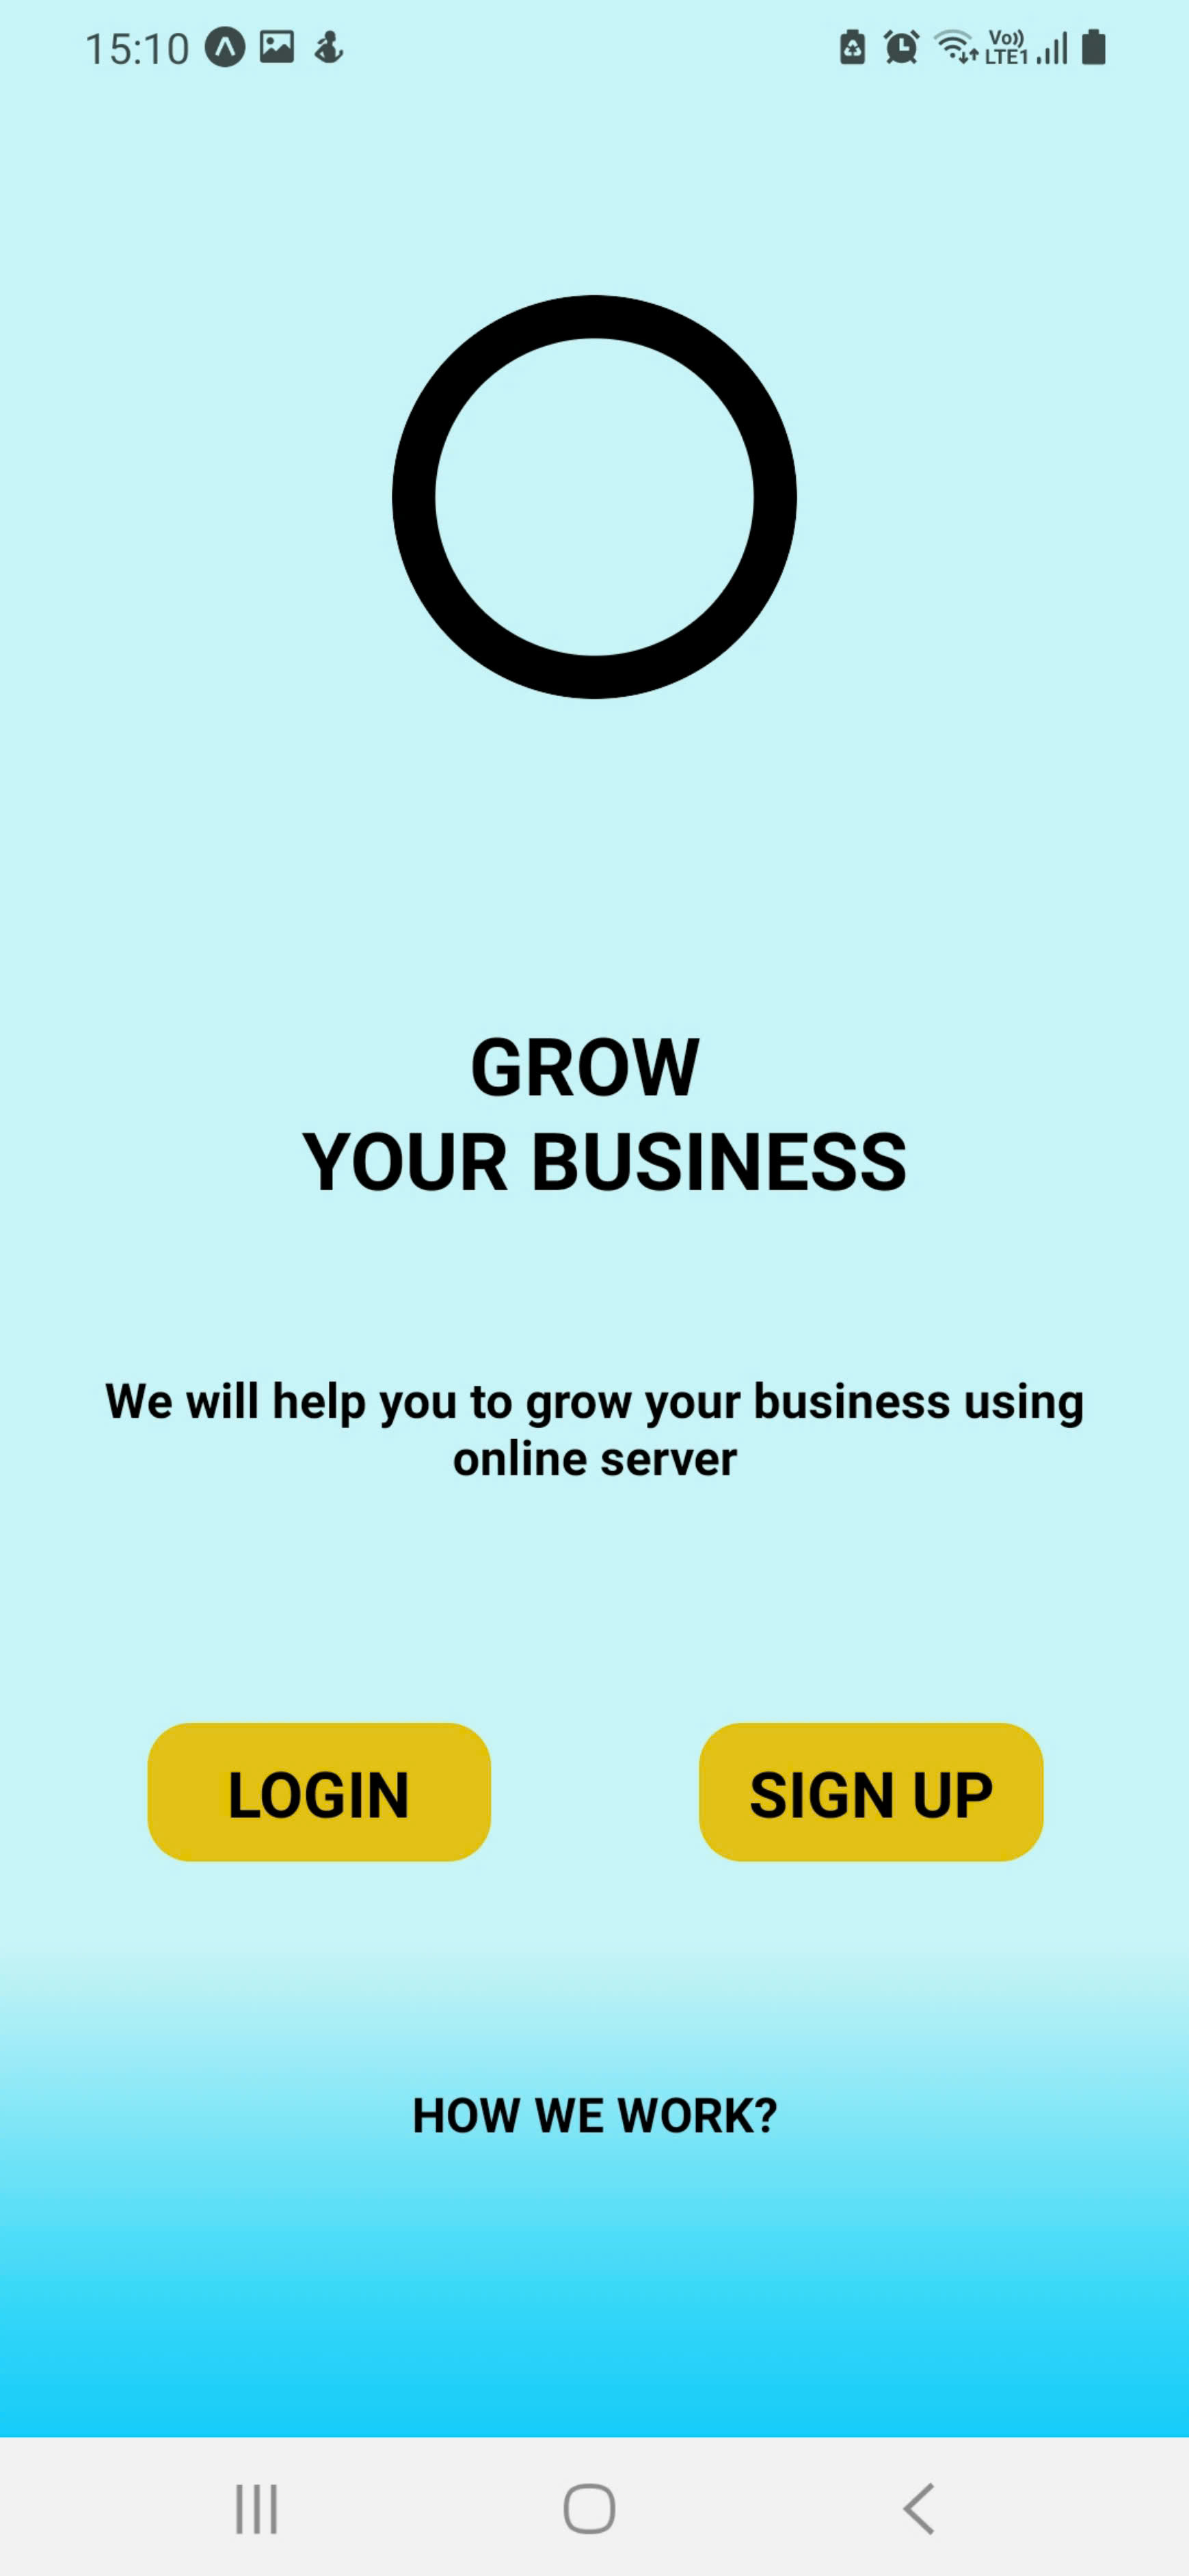 15:10
Vo)) LTE1
GROW
YOUR BUSINESS
We will help you to grow your business using
online server
LOGIN
SIGN UP
HOW WE WORK?